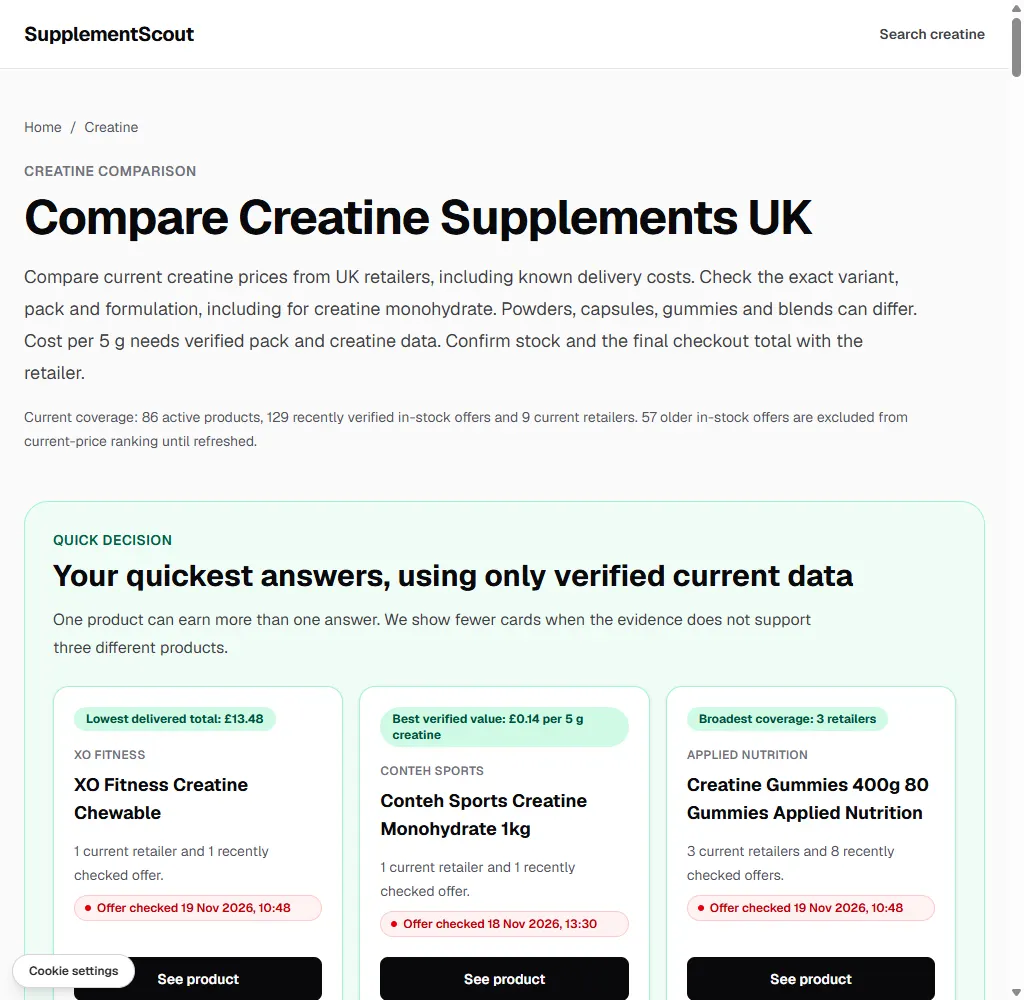 SupplementScout
Search creatine
Home / Creatine
CREATINE COMPARISON
Compare Creatine Supplements UK
Compare current creatine prices from UK retailers, including known delivery costs. Check the exact variant,
pack and formulation, including for creatine monohydrate. Powders, capsules, gummies and blends can differ.
Cost per 5 g needs verified pack and creatine data. Confirm stock and the final checkout total with the
retailer.
Current coverage: 86 active products, 129 recently verified in-stock offers and 9 current retailers. 57 older in-stock offers are excluded from
current-price ranking until refreshed.
QUICK DECISION
Your quickest answers, using only verified current data
One product can earn more than one answer. We show fewer cards when the evidence does not support
three different products.
Lowest delivered total: £13.48
XO FITNESS
XO Fitness Creatine
Chewable
1 current retailer and 1 recently
checked offer.
Offer checked 19 Nov 2026, 10:48
See product
Best verified value: £0.14 per 5 g
creatine
CONTEH SPORTS
Conteh Sports Creatine
Monohydrate 1kg
1 current retailer and 1 recently
checked offer.
Offer checked 18 Nov 2026, 13:30
See product
Broadest coverage: 3 retailers
APPLIED NUTRITION
Creatine Gummies 400g 80
Gummies Applied Nutrition
3 current retailers and 8 recently
checked offers.
Offer checked 19 Nov 2026, 10:48
See product
Cookie settings